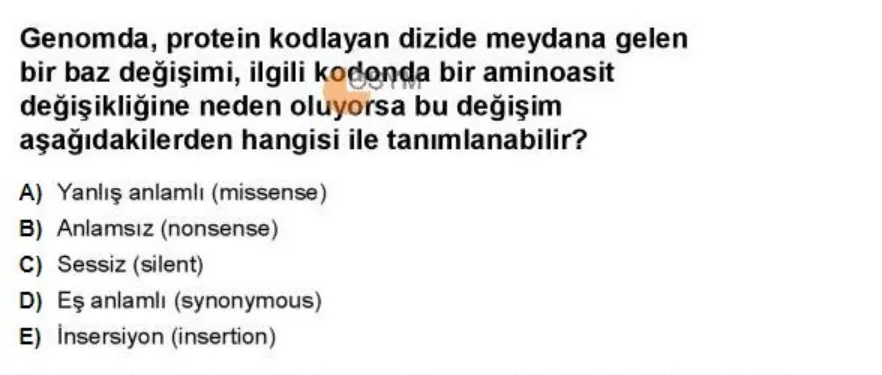 Genomda, protein kodlayan dizide meydana gelen
bir baz değişimi, ilgili kodonda bir aminoasit
değişikliğine neden oluyorsa bu değişim
aşağıdakilerden hangisi ile tanımlanabilir?
ÖSYM
A) Yanlış anlamlı (missense)
B) Anlamsız (nonsense)
C) Sessiz (silent)
D) Eş anlamlı (synonymous)
E) İnsersiyon (insertion)